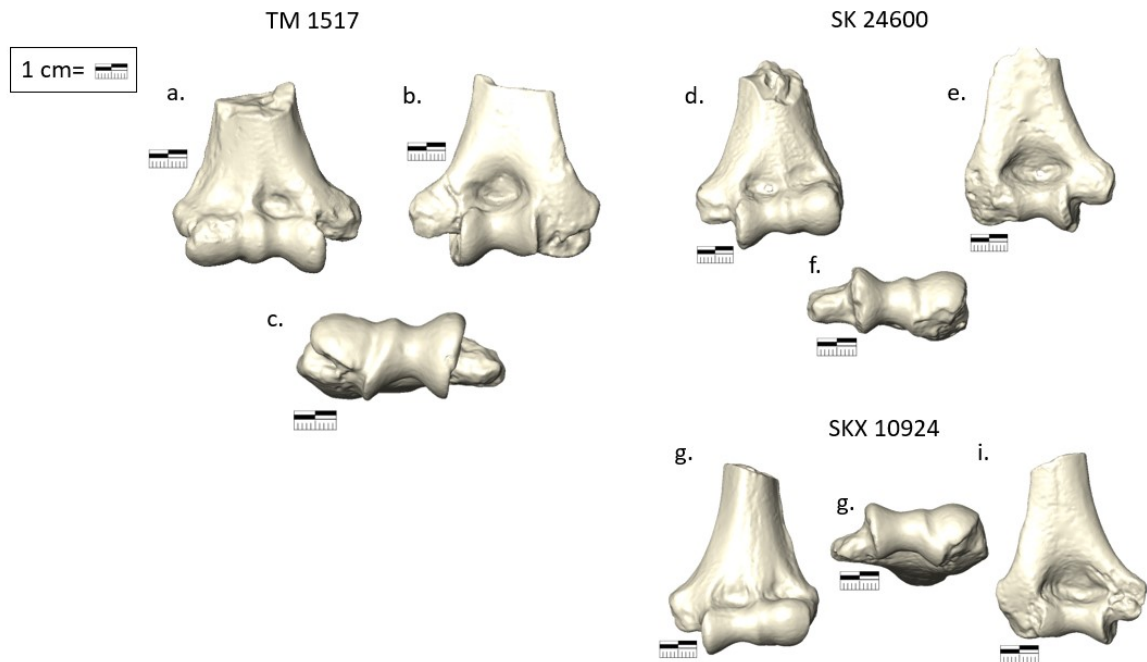 TM 1517
SK 24600
1 cm=
a.
b.
d.
e.
c.
f.
SKX 10924
g.
g.
i.